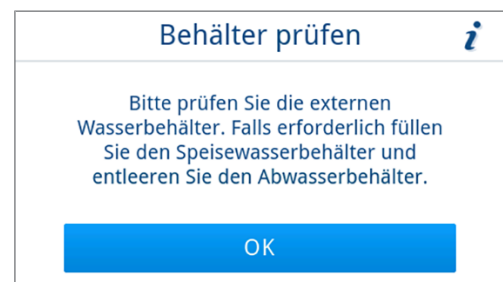 Behälter prüfen i
Bitte prüfen Sie die externen
Wasserbehälter. Falls erforderlich füllen
Sie den Speisewasserbehälter und
entleeren Sie den Abwasserbehälter.
OK